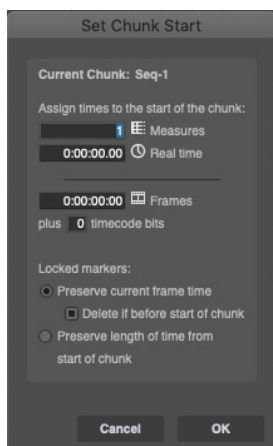 Set Chunk Start
Current Chunk: Seq-1
Assign times to the start of the chunk:
1 Measures
0:00:00.00 Real time
0:00:00:00 Frames
plus 0 timecode bits
Locked markers:
Preserve current frame time
Delete if before start of chunk
Preserve length of time from
start of chunk
Cancel OK